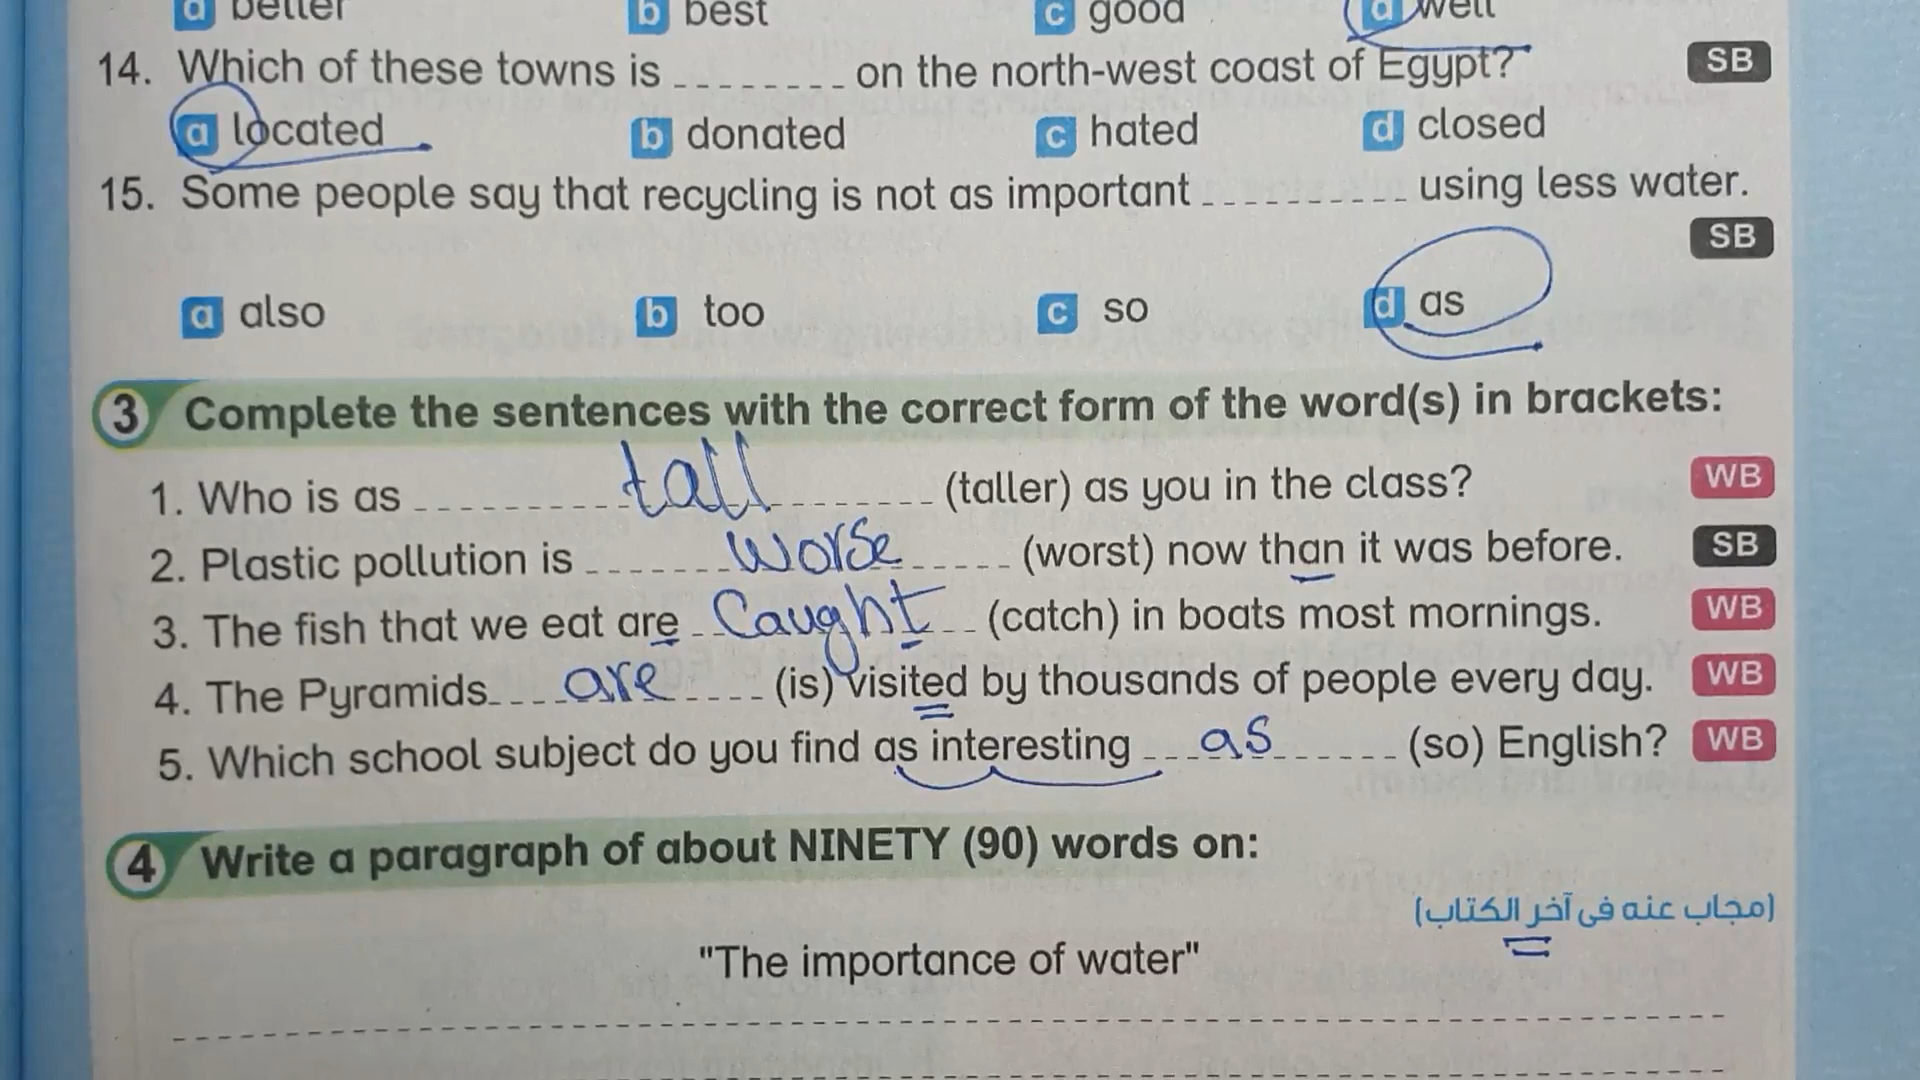 a better b best c good d well
14. Which of these towns is ........ on the north-west coast of Egypt? SB
a located b donated c hated d closed
15. Some people say that recycling is not as important .......... using less water.
SB
a also b too c so d as
3 Complete the sentences with the correct form of the word(s) in brackets:
1. Who is as tall (taller) as you in the class? WB
2. Plastic pollution is worse (worst) now than it was before. SB
3. The fish that we eat are Caught (catch) in boats most mornings. WB
4. The Pyramids are (is) visited by thousands of people every day. WB
5. Which school subject do you find as interesting as (so) English? WB
4 Write a paragraph of about NINETY (90) words on:
(مجاب عنه فى آخر الكتاب)
"The importance of water"